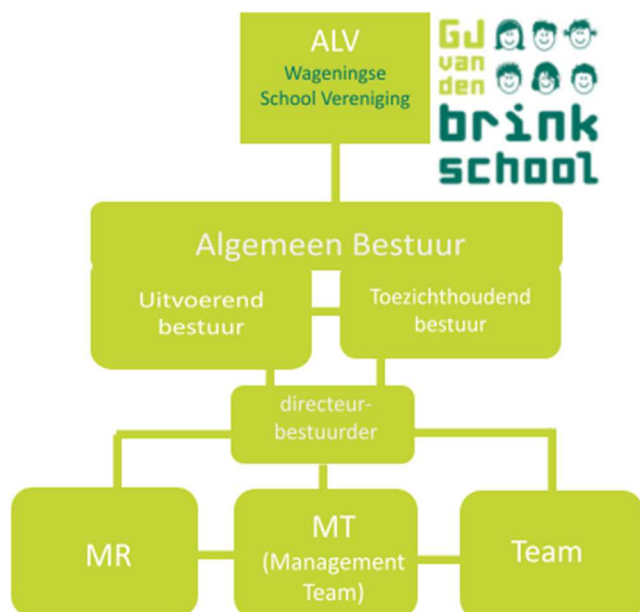 ALV
Wageningse
School Vereniging
GJ
van
den
brink
school
Algemeen Bestuur
Uitvoerend
bestuur
Toezichthoudend
bestuur
directeur-
bestuurder
MR
MT
(Management
Team)
Team